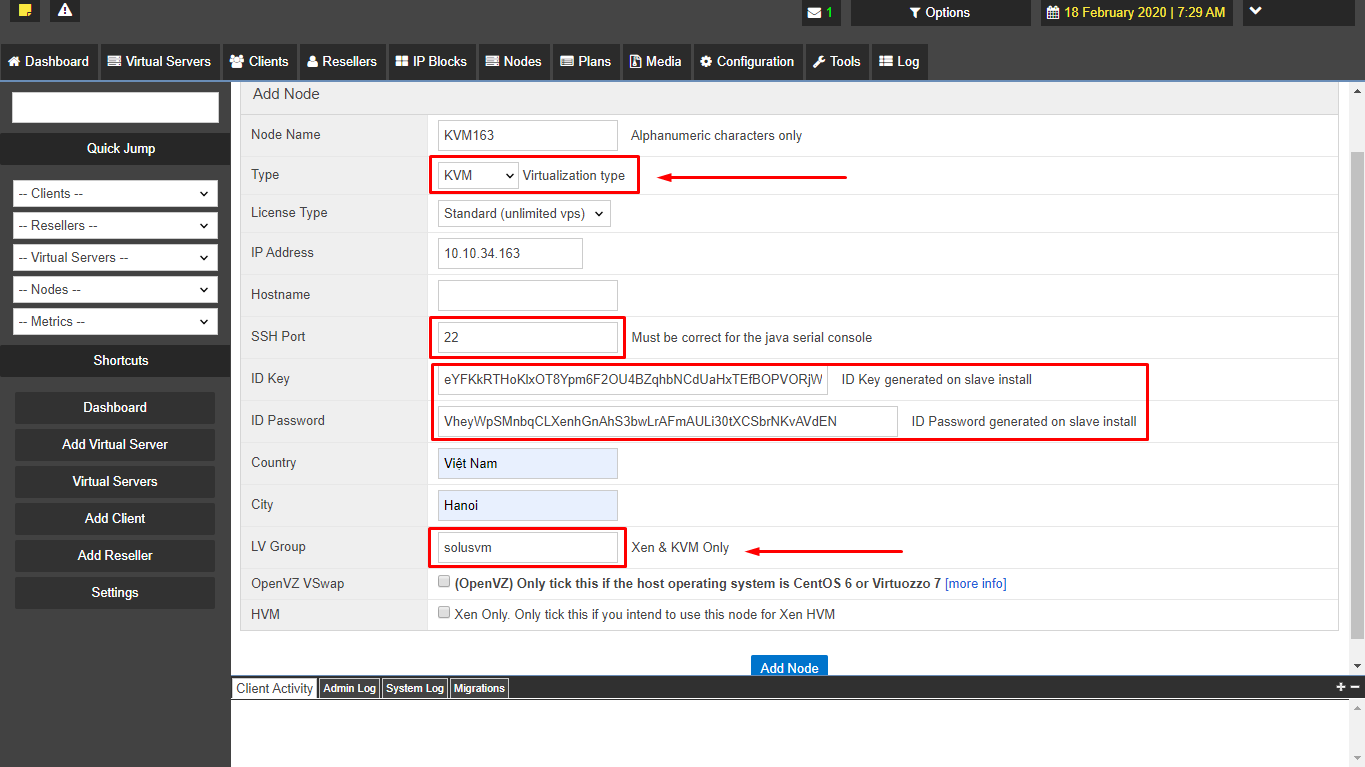 1
Options
18 February 2020 | 7:29 AM
Dashboard Virtual Servers Clients Resellers IP Blocks Nodes Plans Media Configuration Tools Log
Quick Jump
-- Clients --
-- Resellers --
-- Virtual Servers --
-- Nodes --
-- Metrics --
Shortcuts
Dashboard
Add Virtual Server
Virtual Servers
Add Client
Add Reseller
Settings
Add Node
Node Name KVM163 Alphanumeric characters only
Type KVM Virtualization type
License Type Standard (unlimited vps)
IP Address 10.10.34.163
Hostname
SSH Port 22 Must be correct for the java serial console
ID Key eYFKkRTHoKlxOT8Ypm6F2OU4BZqhbNCdUaHxTEfBOPVORjW ID Key generated on slave install
ID Password VheyWpSMnbqCLXenhGnAhS3bwLrAFmAULi30tXCSbrNKvAVdEN ID Password generated on slave install
Country Việt Nam
City Hanoi
LV Group solusvm Xen & KVM Only
OpenVZ VSwap (OpenVZ) Only tick this if the host operating system is CentOS 6 or Virtuozzo 7 [more info]
HVM Xen Only. Only tick this if you intend to use this node for Xen HVM
Add Node
Client Activity Admin Log System Log Migrations